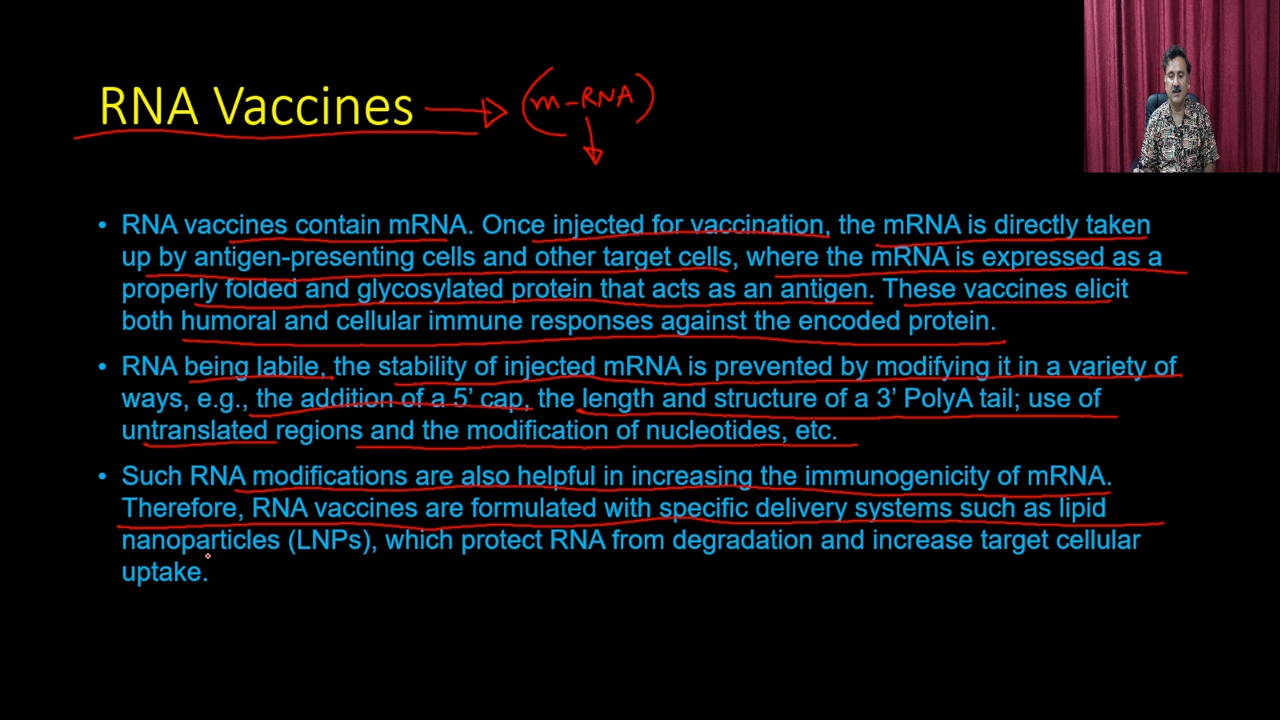 RNA Vaccines (m-RNA)
• RNA vaccines contain mRNA. Once injected for vaccination, the mRNA is directly taken
up by antigen-presenting cells and other target cells, where the mRNA is expressed as a
properly folded and glycosylated protein that acts as an antigen. These vaccines elicit
both humoral and cellular immune responses against the encoded protein.
• RNA being labile, the stability of injected mRNA is prevented by modifying it in a variety of
ways, e.g., the addition of a 5’ cap, the length and structure of a 3’ PolyA tail; use of
untranslated regions and the modification of nucleotides, etc.
• Such RNA modifications are also helpful in increasing the immunogenicity of mRNA.
Therefore, RNA vaccines are formulated with specific delivery systems such as lipid
nanoparticles (LNPs), which protect RNA from degradation and increase target cellular
uptake.